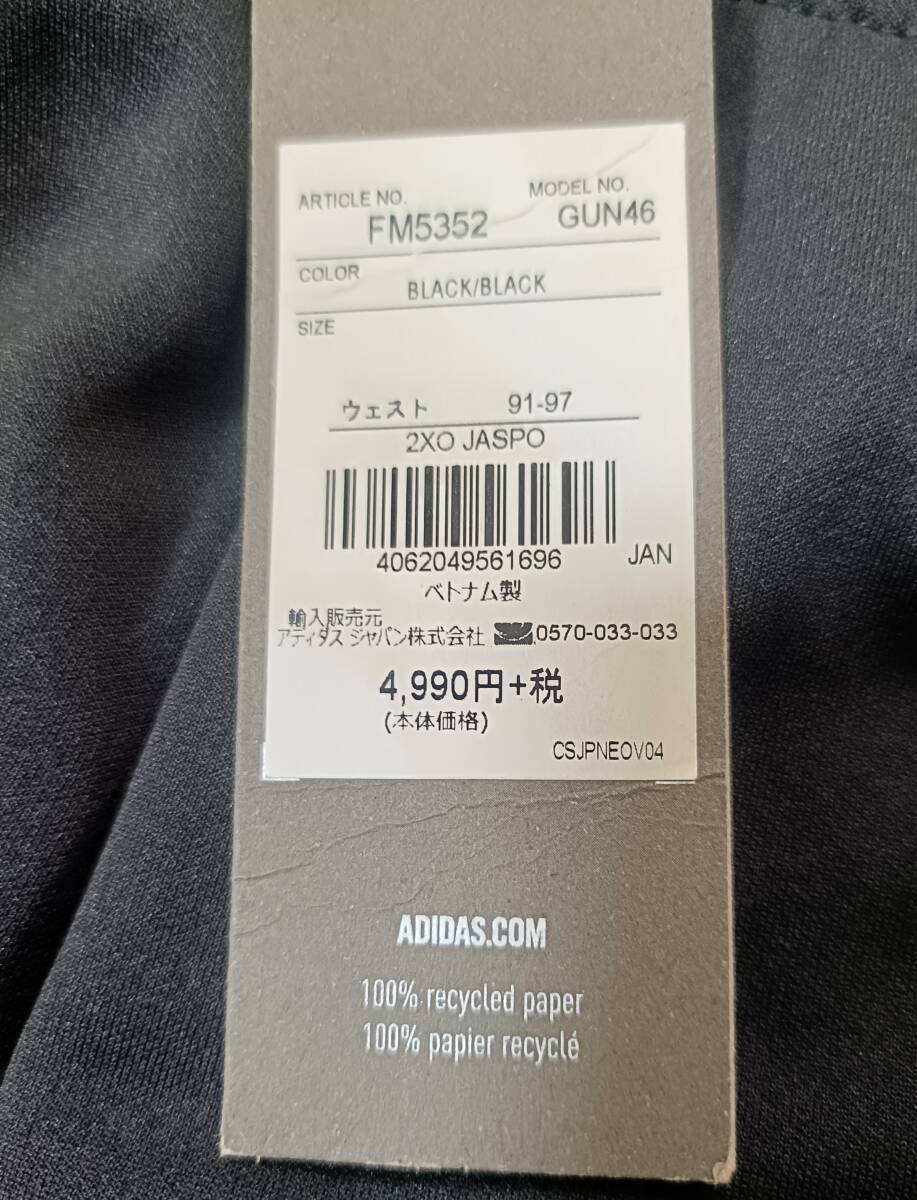 ARTICLE NO. MODEL NO.
FM5352 GUN46
COLOR
BLACK/BLACK
SIZE
ウェスト 91-97
2XO JASPO
4062049561696 JAN
ベトナム製
輸入販売元
アディダス ジャパン株式会社 0570-033-033
4,990円+税
(本体価格)
CSJPNEOV04
ADIDAS.COM
100% recycled paper
100% papier recyclé